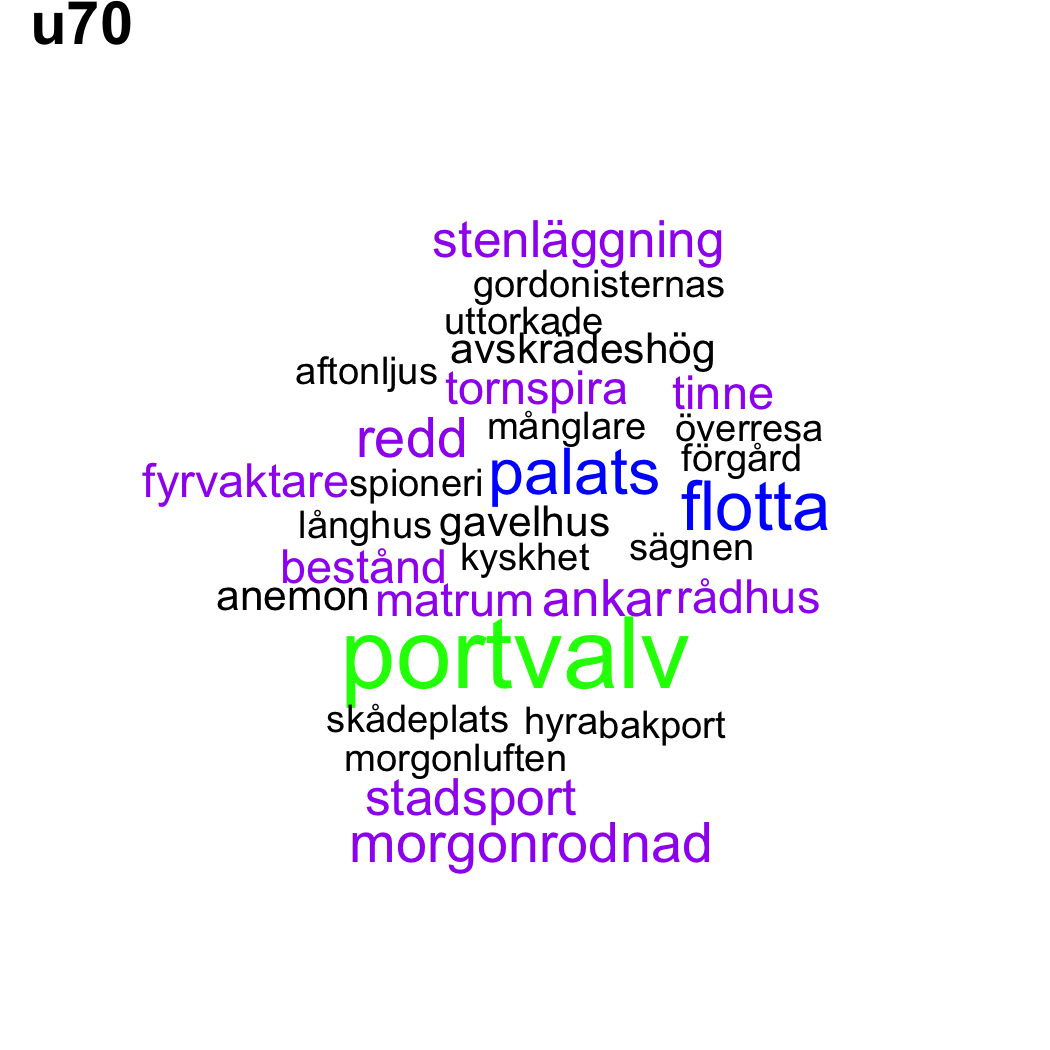 u70
stenläggning
gordonisternas
uttorkade
avskrädeshög
aftonljus
tornspira
tinne
månglare
överresa
redd
förgård
palats
fyrvaktare
spioneri
flotta
långhus
gavelhus
sägnen
kyskhet
bestånd
anemon
matrum
ankar
rådhus
portvalv
skådeplats
hyra
bakport
morgonluften
stadsport
morgonrodnad